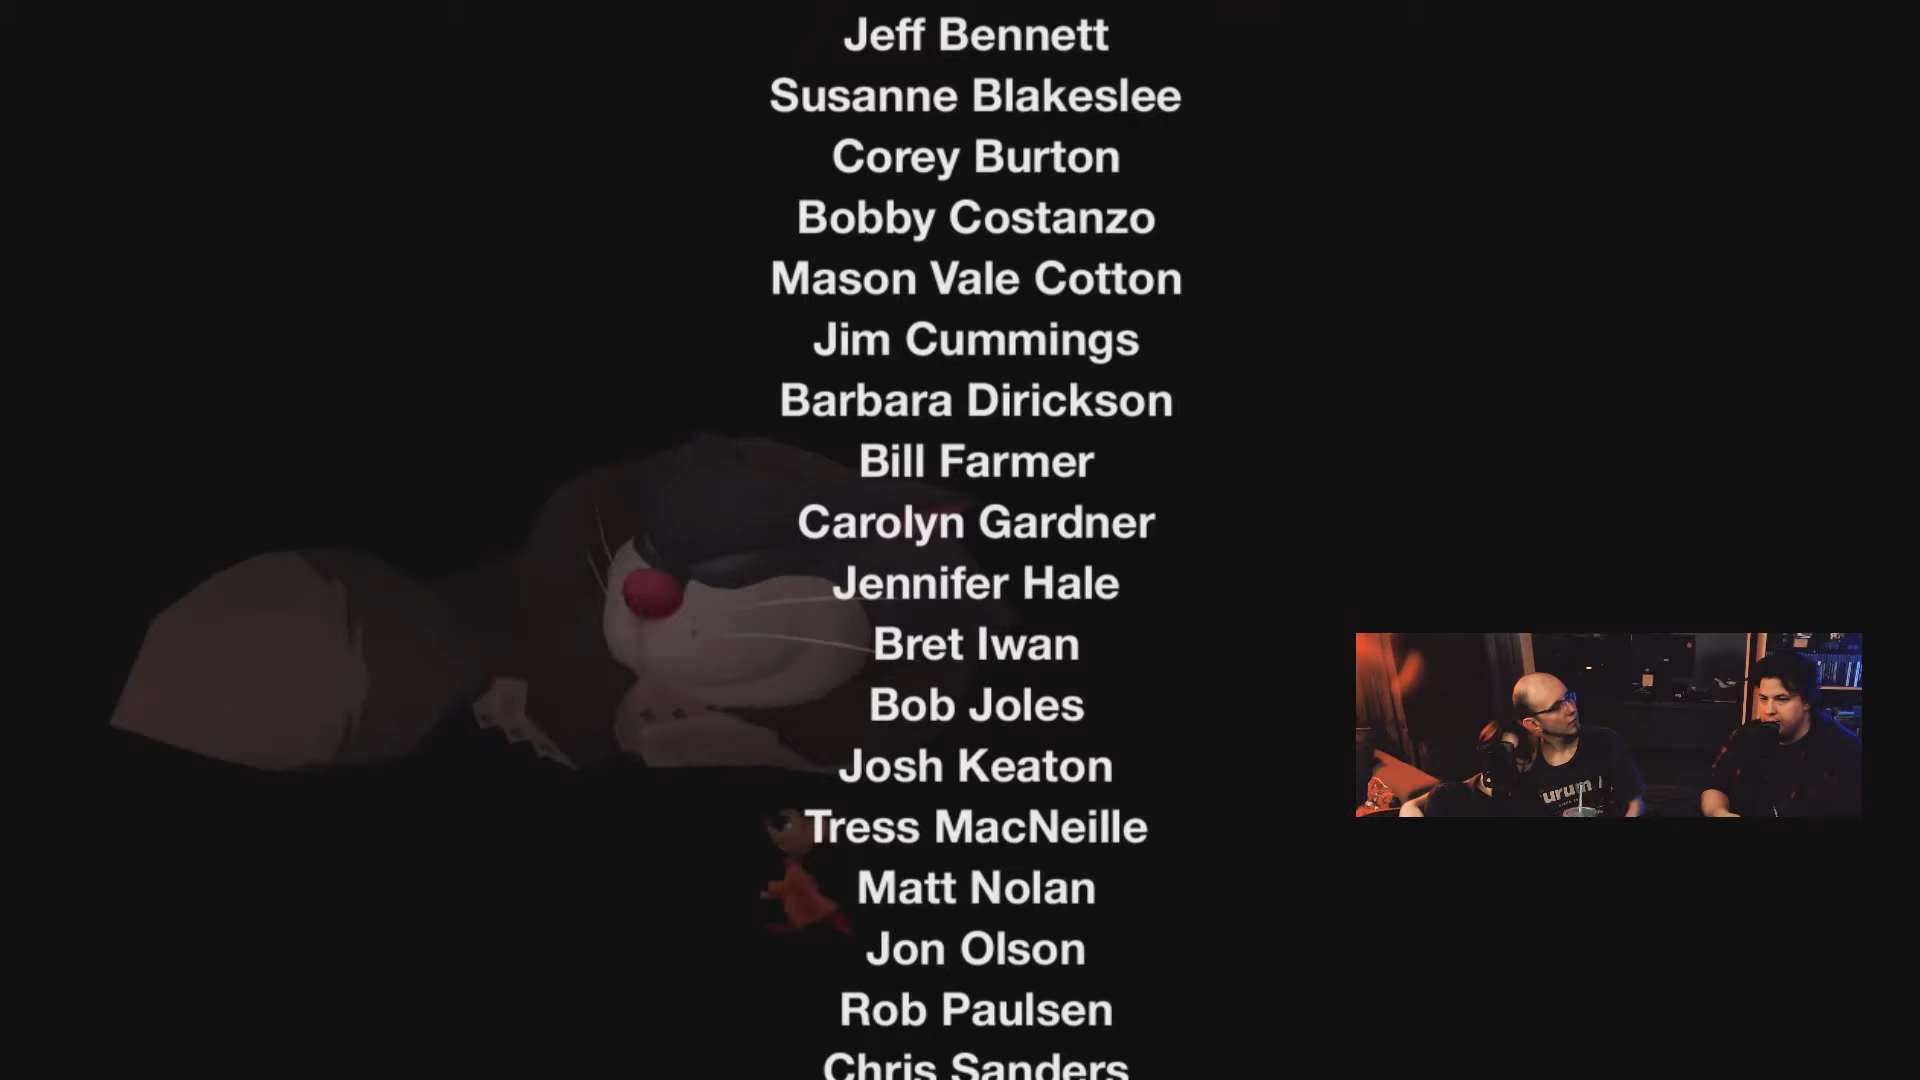 Jeff Bennett
Susanne Blakeslee
Corey Burton
Bobby Costanzo
Mason Vale Cotton
Jim Cummings
Barbara Dirickson
Bill Farmer
Carolyn Gardner
Jennifer Hale
Bret Iwan
Bob Joles
Josh Keaton
Tress MacNeille
Matt Nolan
Jon Olson
Rob Paulsen
Chris Sanders